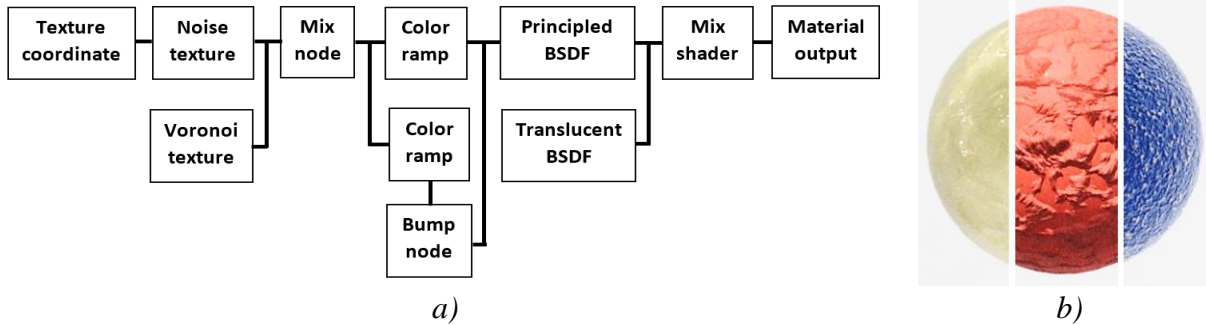 Texture
coordinate
Noise
texture
Mix
node
Color
ramp
Principled
BSDF
Mix
shader
Material
output
Voronoi
texture
Color
ramp
Translucent
BSDF
Bump
node
a)
b)